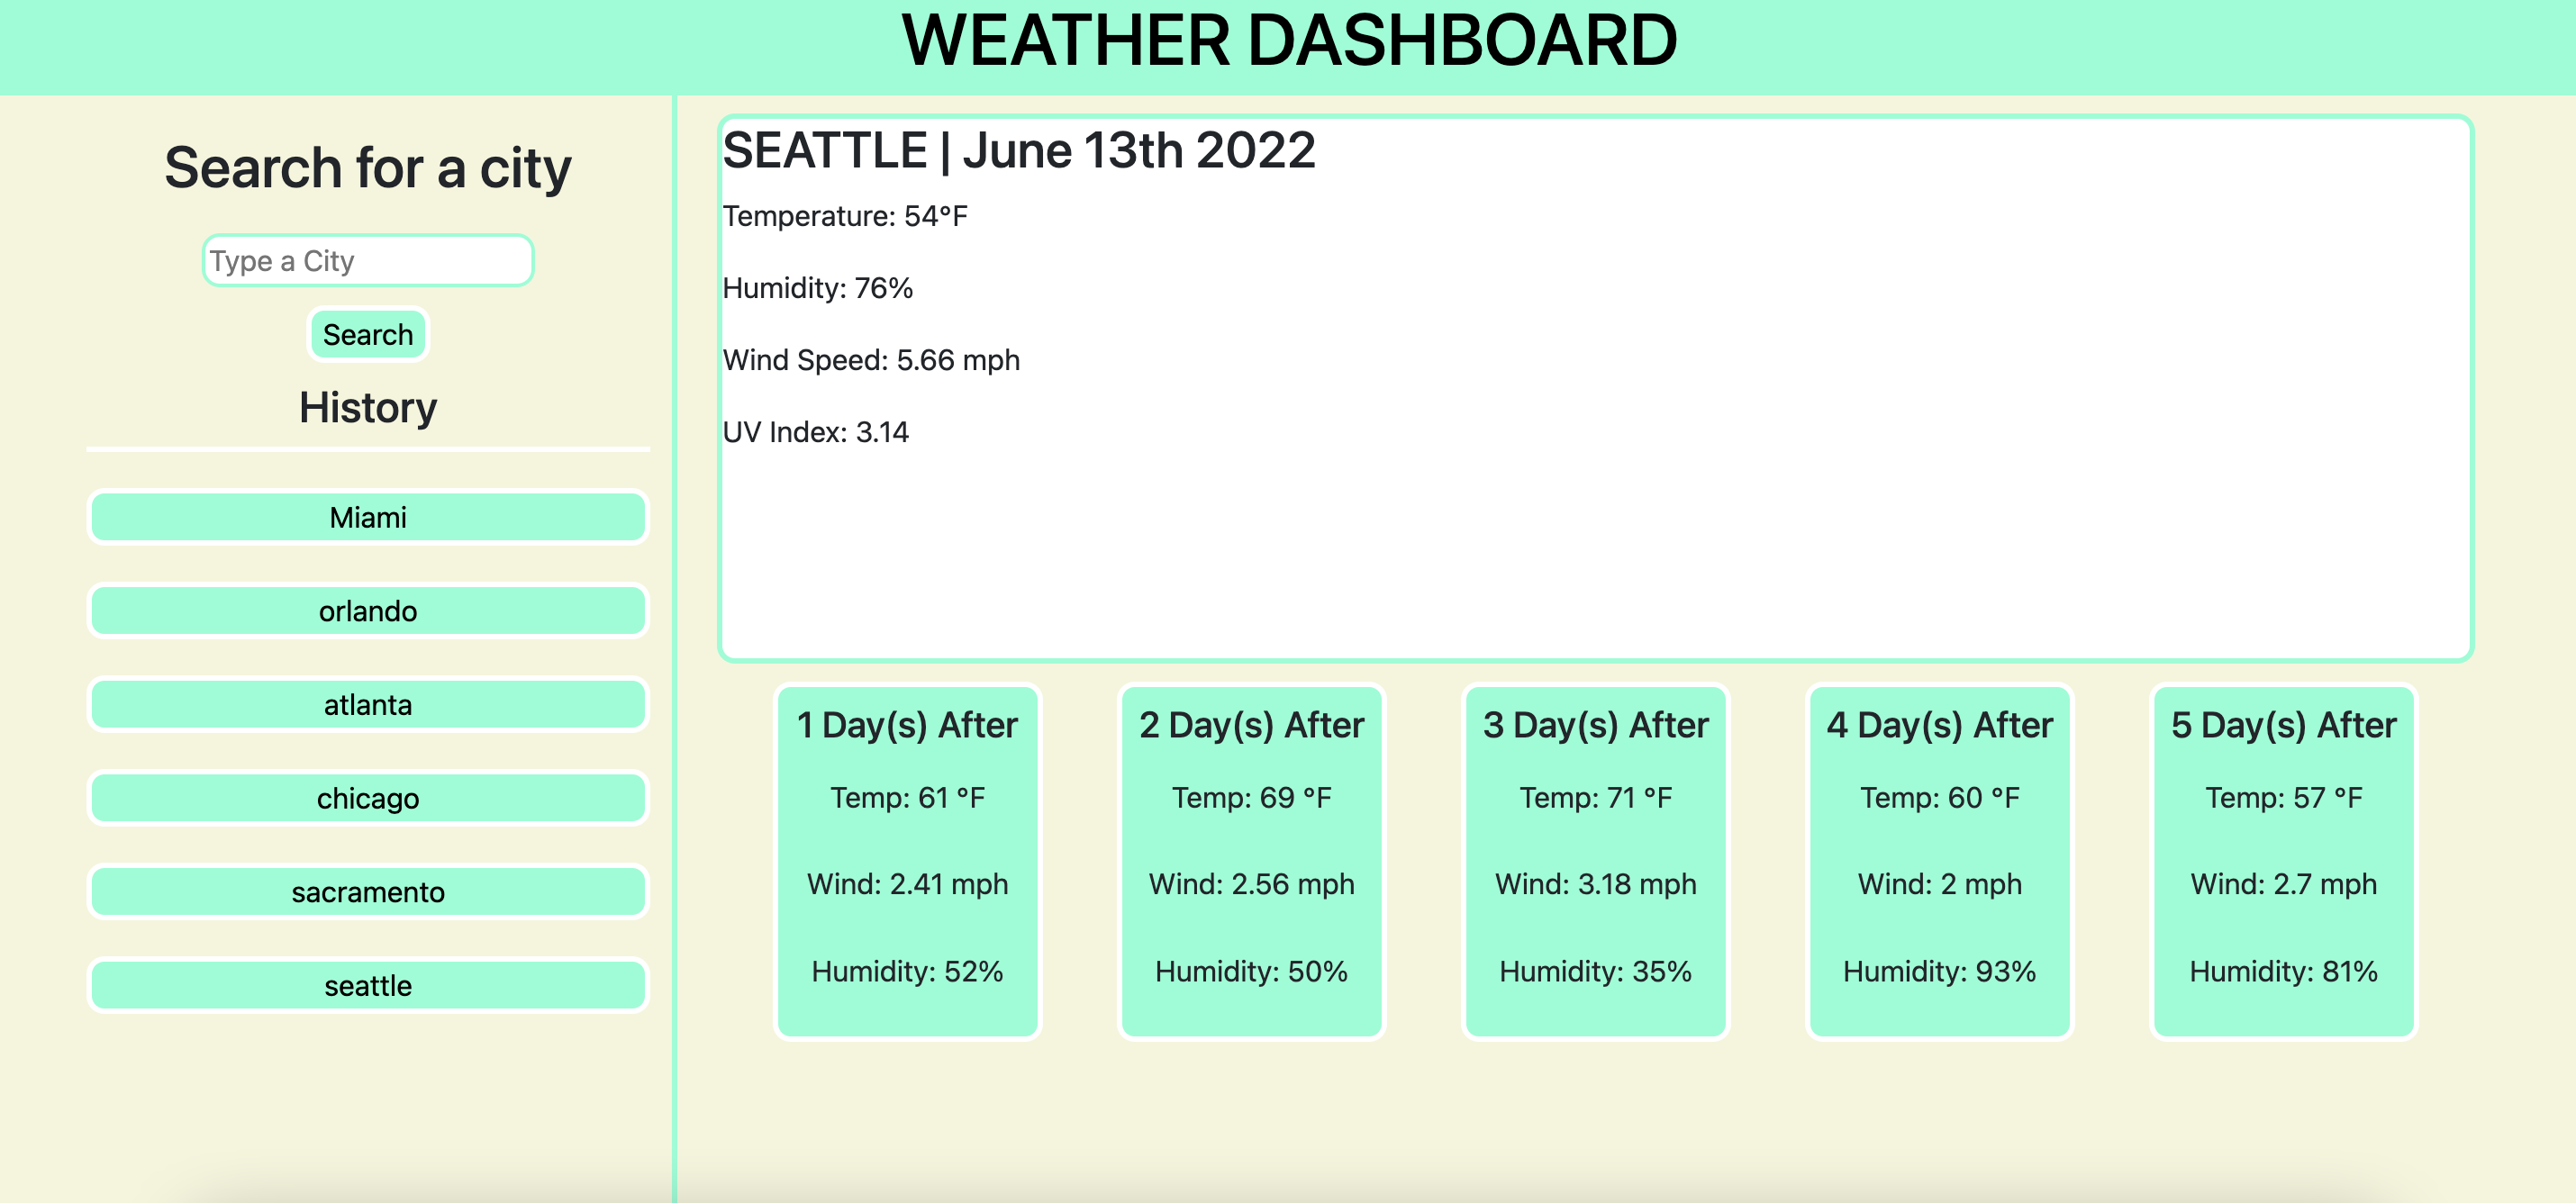 WEATHER DASHBOARD
Search for a city
Type a City
Search
History
Miami
orlando
atlanta
chicago
sacramento
seattle
SEATTLE | June 13th 2022
Temperature: 54°F
Humidity: 76%
Wind Speed: 5.66 mph
UV Index: 3.14
1 Day(s) After
Temp: 61 °F
Wind: 2.41 mph
Humidity: 52%
2 Day(s) After
Temp: 69 °F
Wind: 2.56 mph
Humidity: 50%
3 Day(s) After
Temp: 71 °F
Wind: 3.18 mph
Humidity: 35%
4 Day(s) After
Temp: 60 °F
Wind: 2 mph
Humidity: 93%
5 Day(s) After
Temp: 57 °F
Wind: 2.7 mph
Humidity: 81%